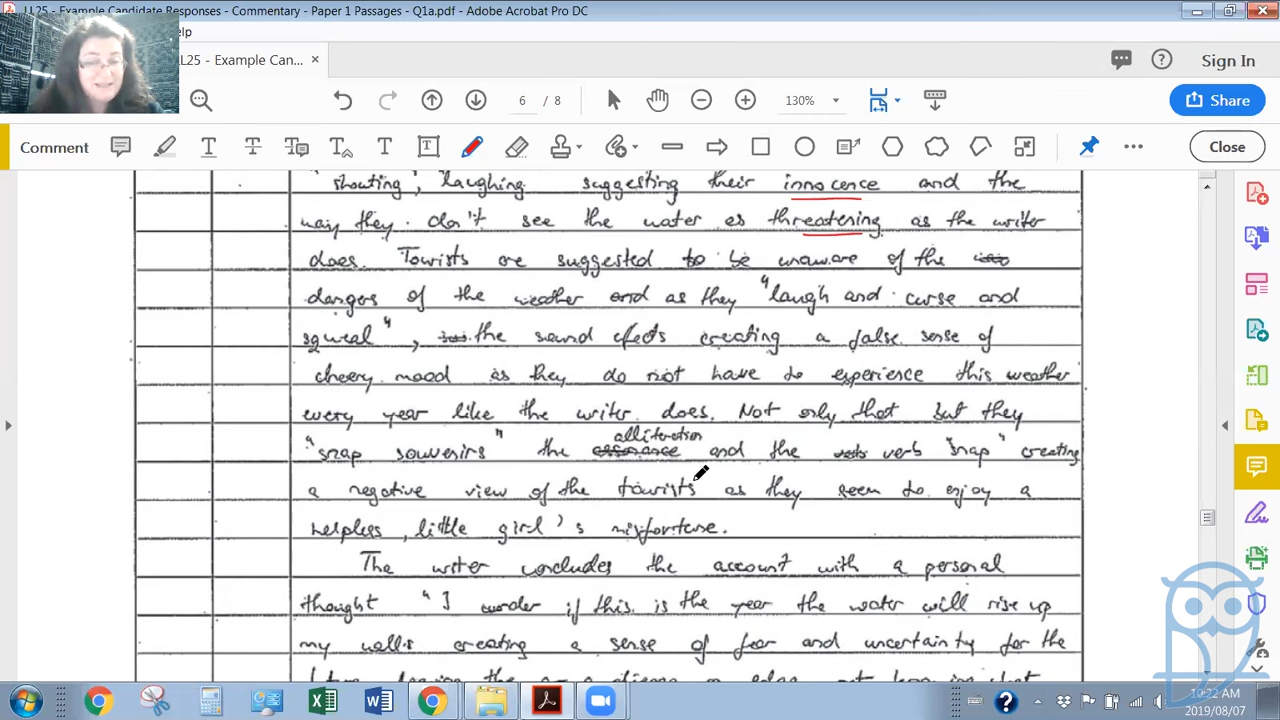 LL25 - Example Candidate Responses - Commentary - Paper 1 Passages - Q1a.pdf - Adobe Acrobat Pro DC
elp
LL25 - Example Can... ×
6 / 8
130%
Sign In
Share
Comment
Close
"shouting", "laughing suggesting their innocence and the
way they don't see the water as threatening as the writer
does. Tourists are suggested to be unaware of the
dangers of the weather and as they "laugh and curse and
sqweal", the sound effects creating a false sense of
cheery mood as they do not have to experience this weather
every year like the writer does. Not only that but they
alliteration
"snap souvenirs" the assonance and the verb "snap" creating
a negative view of the tourists as they seem to enjoy a
helpless, little girl's misfortune.
The writer concludes the account with a personal
thought "I wonder if this is the year the water will rise up
my walls creating a sense of fear and uncertainty for the
10:22 AM
2019/08/07